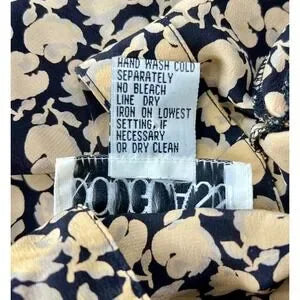 HAND WASH COLD
SEPARATELY
NO BLEACH
LINE DRY
IRON ON LOWEST
SETTING, IF
NECESSARY
OR DRY CLEAN